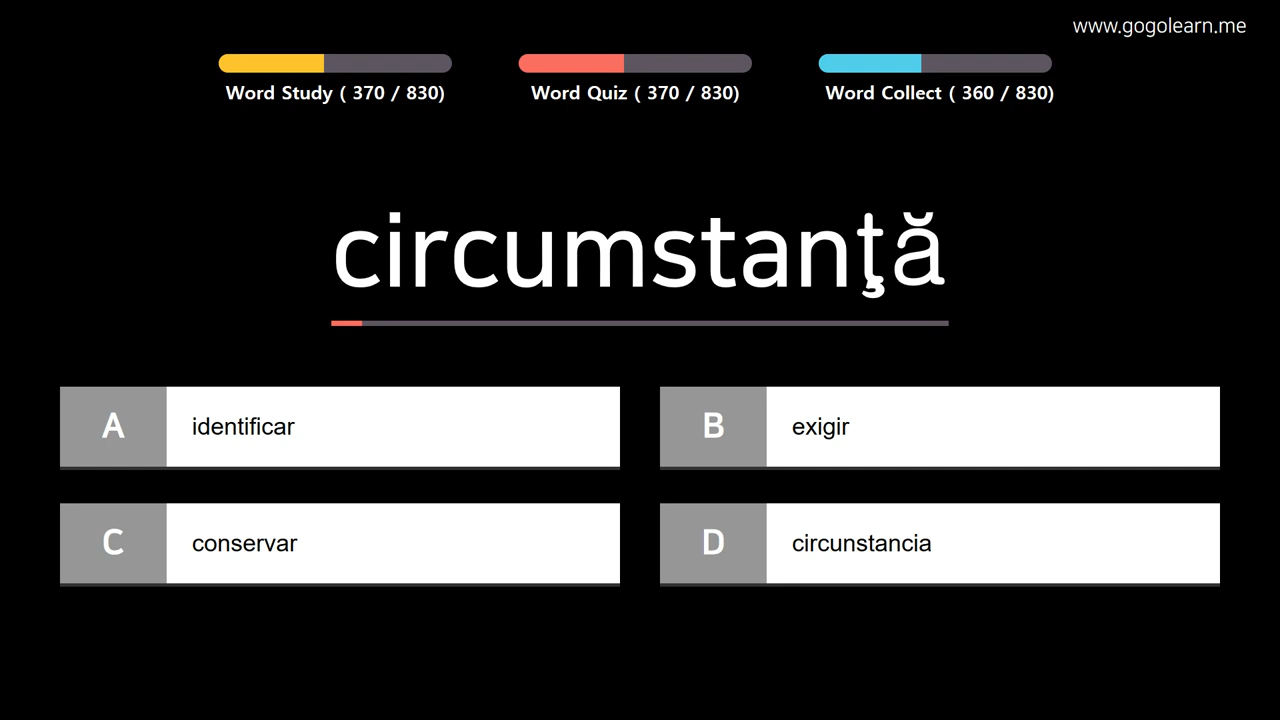 www.gogolearn.me
Word Study ( 370 / 830)
Word Quiz ( 370 / 830)
Word Collect ( 360 / 830)
circumstanţă
A identificar
B exigir
C conservar
D circunstancia